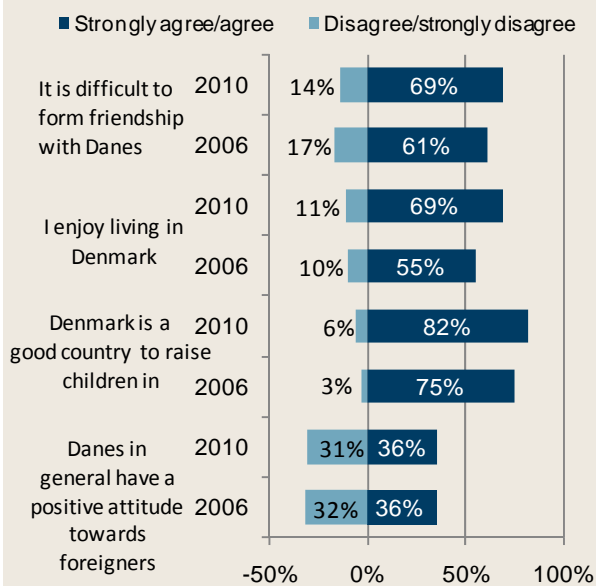 Strongly agree/agree Disagree/strongly disagree
It is difficult to
form friendship
with Danes
2010 14% 69%
2006 17% 61%
I enjoy living in
Denmark
2010 11% 69%
2006 10% 55%
Denmark is a
good country to raise
children in
2010 6% 82%
2006 3% 75%
Danes in
general have a
positive attitude
towards
foreigners
2010 31% 36%
2006 32% 36%
-50% 0% 50% 100%